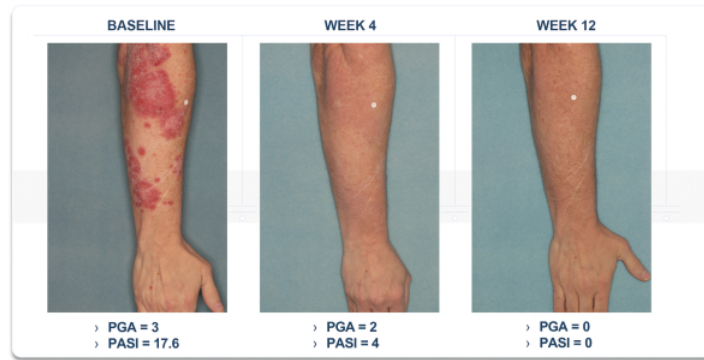 BASELINE
WEEK 4
WEEK 12
› PGA = 3
› PASI = 17.6
› PGA = 2
› PASI = 4
› PGA = 0
› PASI = 0